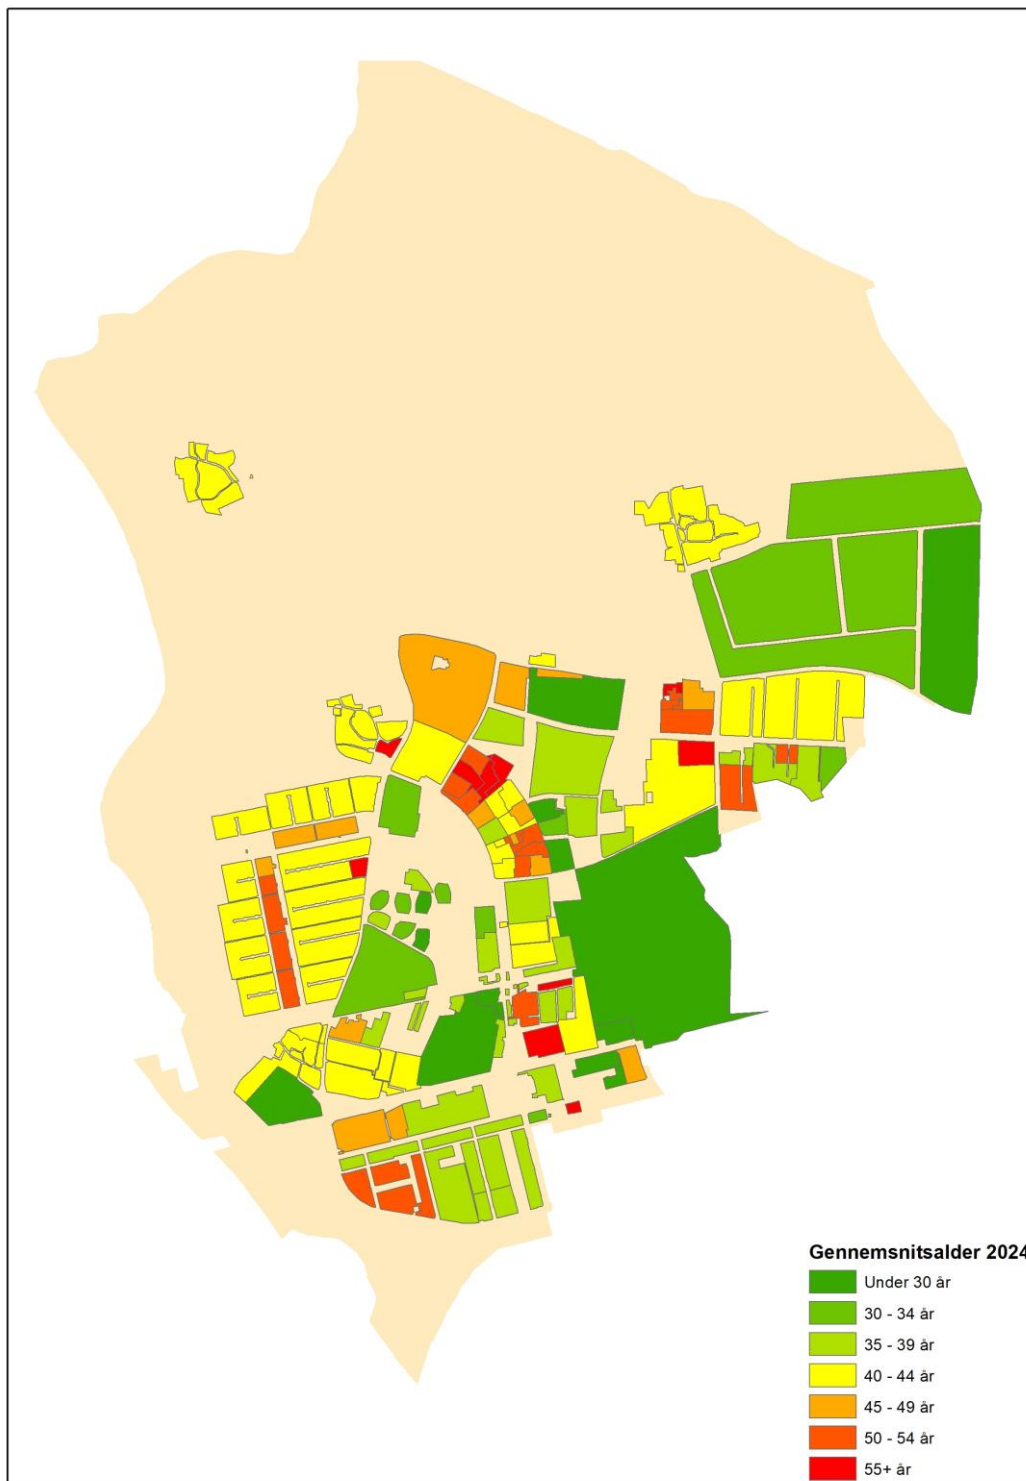 Gennemsnitsalder 2024
Under 30 år
30 - 34 år
35 - 39 år
40 - 44 år
45 - 49 år
50 - 54 år
55+ år